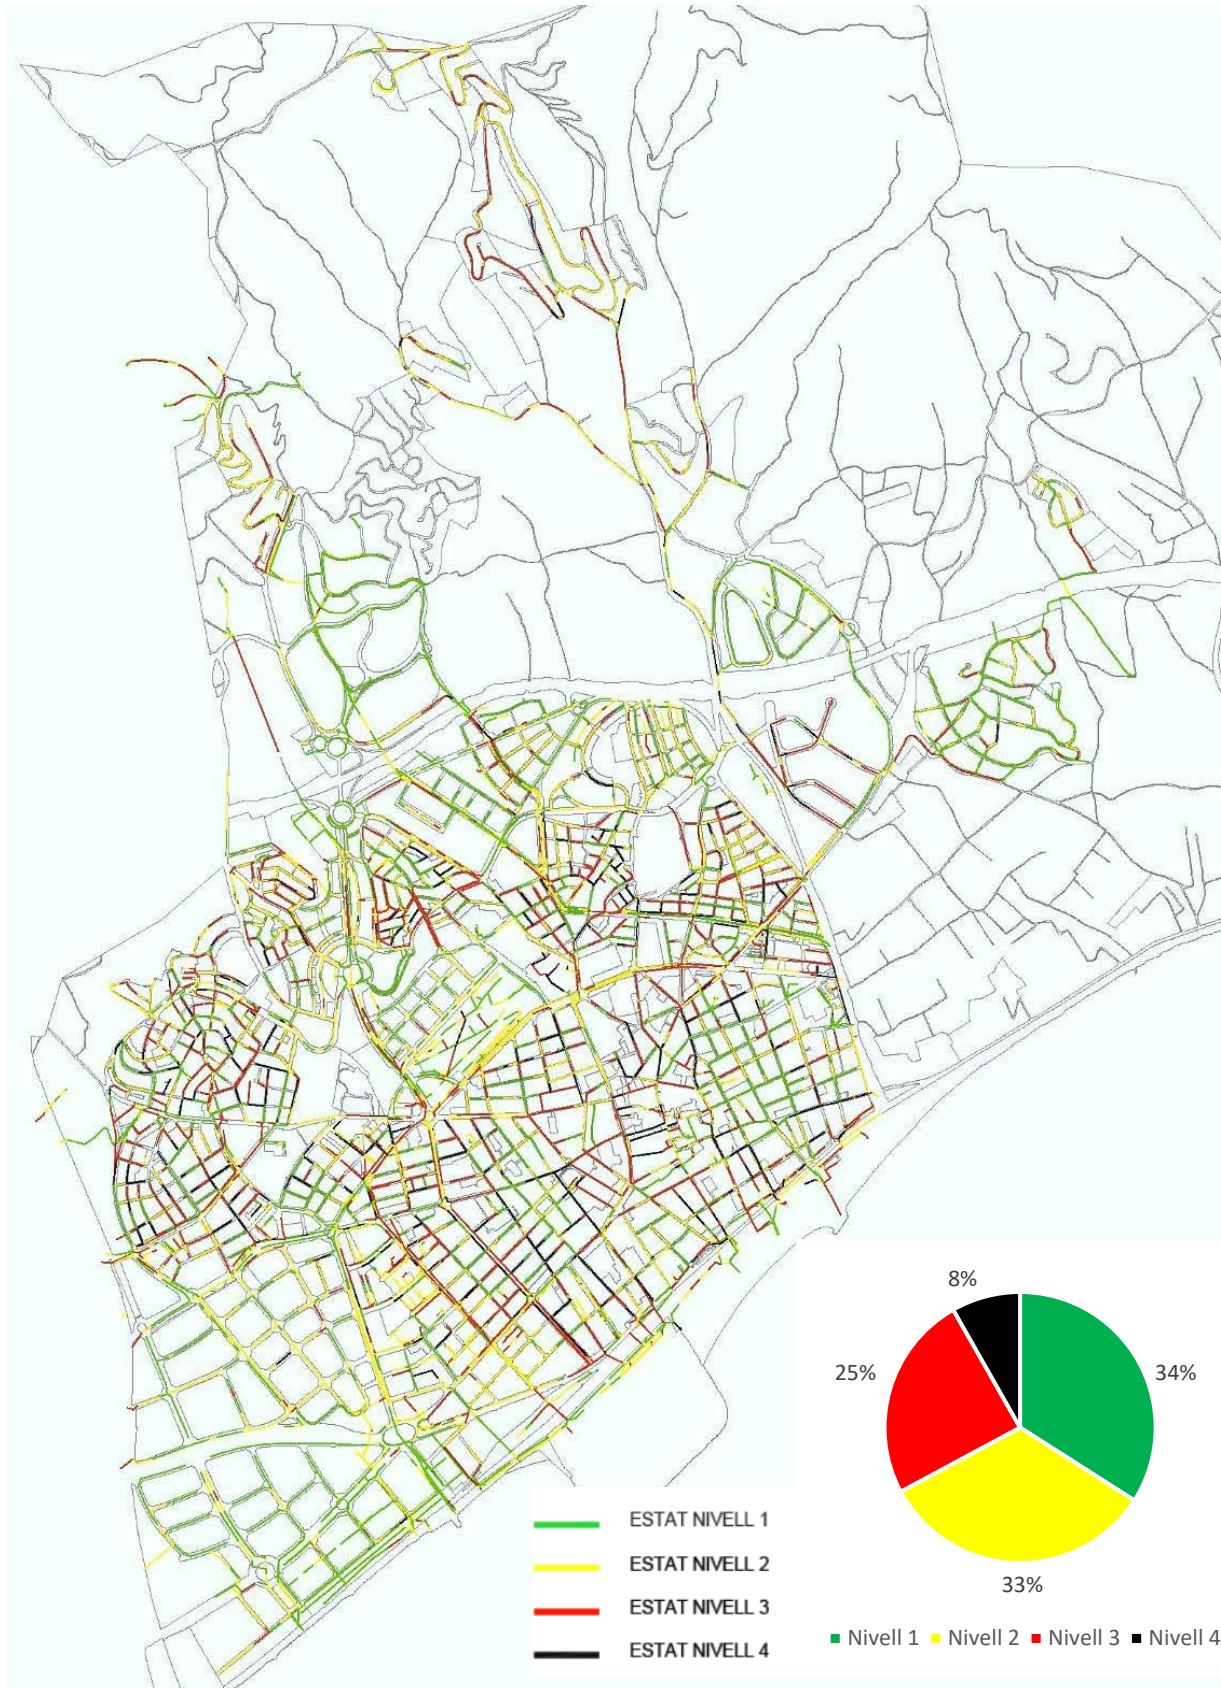 8%
25%
34%
33%
ESTAT NIVELL 1
ESTAT NIVELL 2
ESTAT NIVELL 3
ESTAT NIVELL 4
Nivell 1 Nivell 2 Nivell 3 Nivell 4